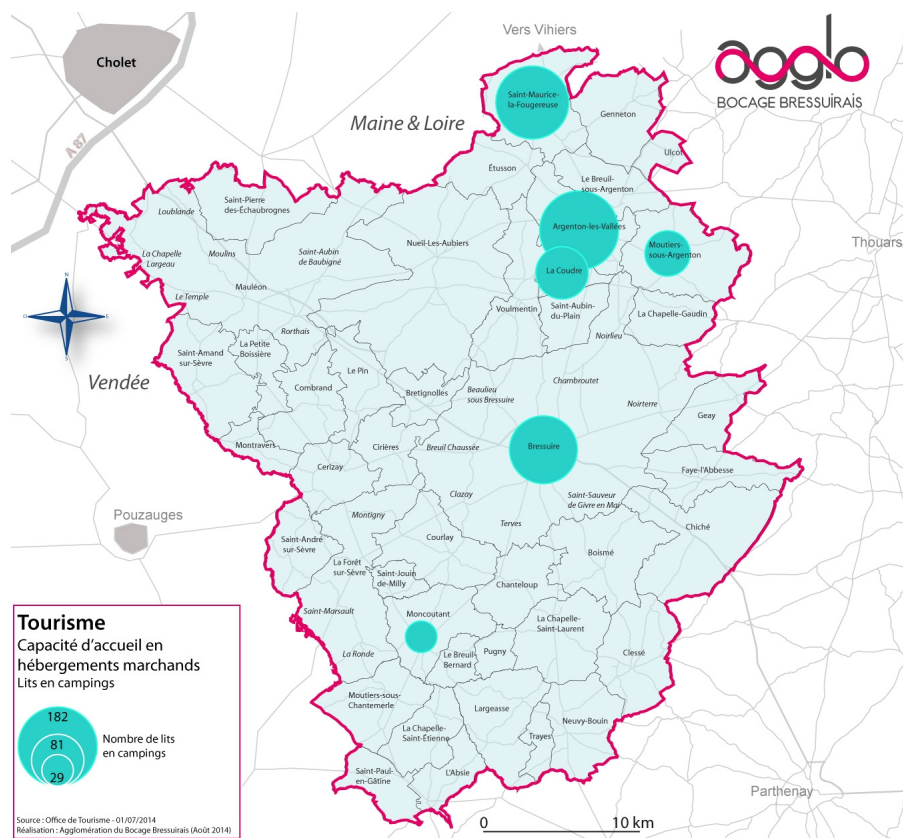 Vers Vihiers
Cholet
agglo
BOCAGE BRESSUIRAIS
A 87
Maine & Loire
Saint-Maurice-
la-Fougereuse
Genneton
Ulcot
Étusson
Le Breuil-
sous-Argenton
Saint-Pierre
des-Échaubrognes
Loublande
Argenton-les-Vallées
Nueil-Les-Aubiers
Moutiers-
sous-Argenton
Thouars
La Chapelle
Largeau
Moulins
Saint-Aubin
de Baubigné
La Coudre
Mauléon
Le Temple
Voulmentin
Saint-Aubin-
du-Plain
La Chapelle-Gaudin
N
O
E
S
Rorthais
Noirlieu
La Petite
Boissière
Saint-Amand
sur-Sèvre
Le Pin
Vendée
Combrand
Bretignolles
Beaulieu
sous Bressuire
Chambroutet
Noirterre
Geay
Montravers
Cirières
Breuil Chaussée
Bressuire
Cerizay
Faye-l'Abbesse
Clazay
Saint-Sauveur
de Givre en Mai
Pouzauges
Montigny
Terves
Chiché
Saint-André
sur-Sèvre
Courlay
Boismé
La Forêt
sur-Sèvre
Saint-Jouin
de-Milly
Chanteloup
Saint-Marsault
Moncoutant
La Chapelle-
Saint-Laurent
La Ronde
Le Breuil-
Bernard
Pugny
Clessé
Moutiers-sous-
Chantemerle
Largeasse
Neuvy-Bouin
La Chapelle-
Saint-Étienne
Trayes
Saint-Paul-
en-Gâtine
L'Absie
Parthenay
0
10 km
Tourisme
Capacité d'accueil en
hébergements marchands
Lits en campings
182
81
29
Nombre de lits
en campings
Source : Office de Tourisme - 01/07/2014
Réalisation : Agglomération du Bocage Bressuirais (Août 2014)